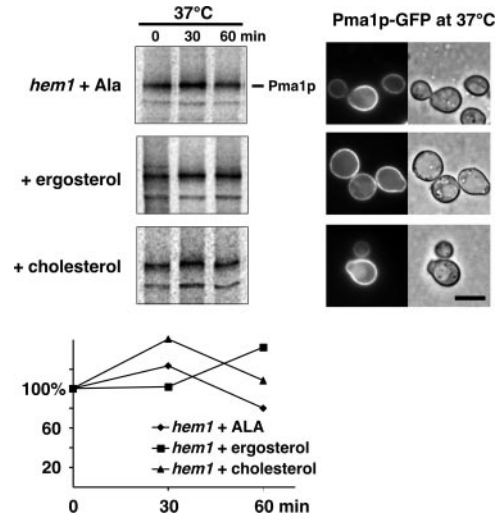 37°C
Pma1p-GFP at 37°C
0 30 60 min
hem1 + Ala
Pma1p
+ ergosterol
+ cholesterol
100%
60
20
hem1 + ALA
hem1 + ergosterol
hem1 + cholesterol
0 30 60 min